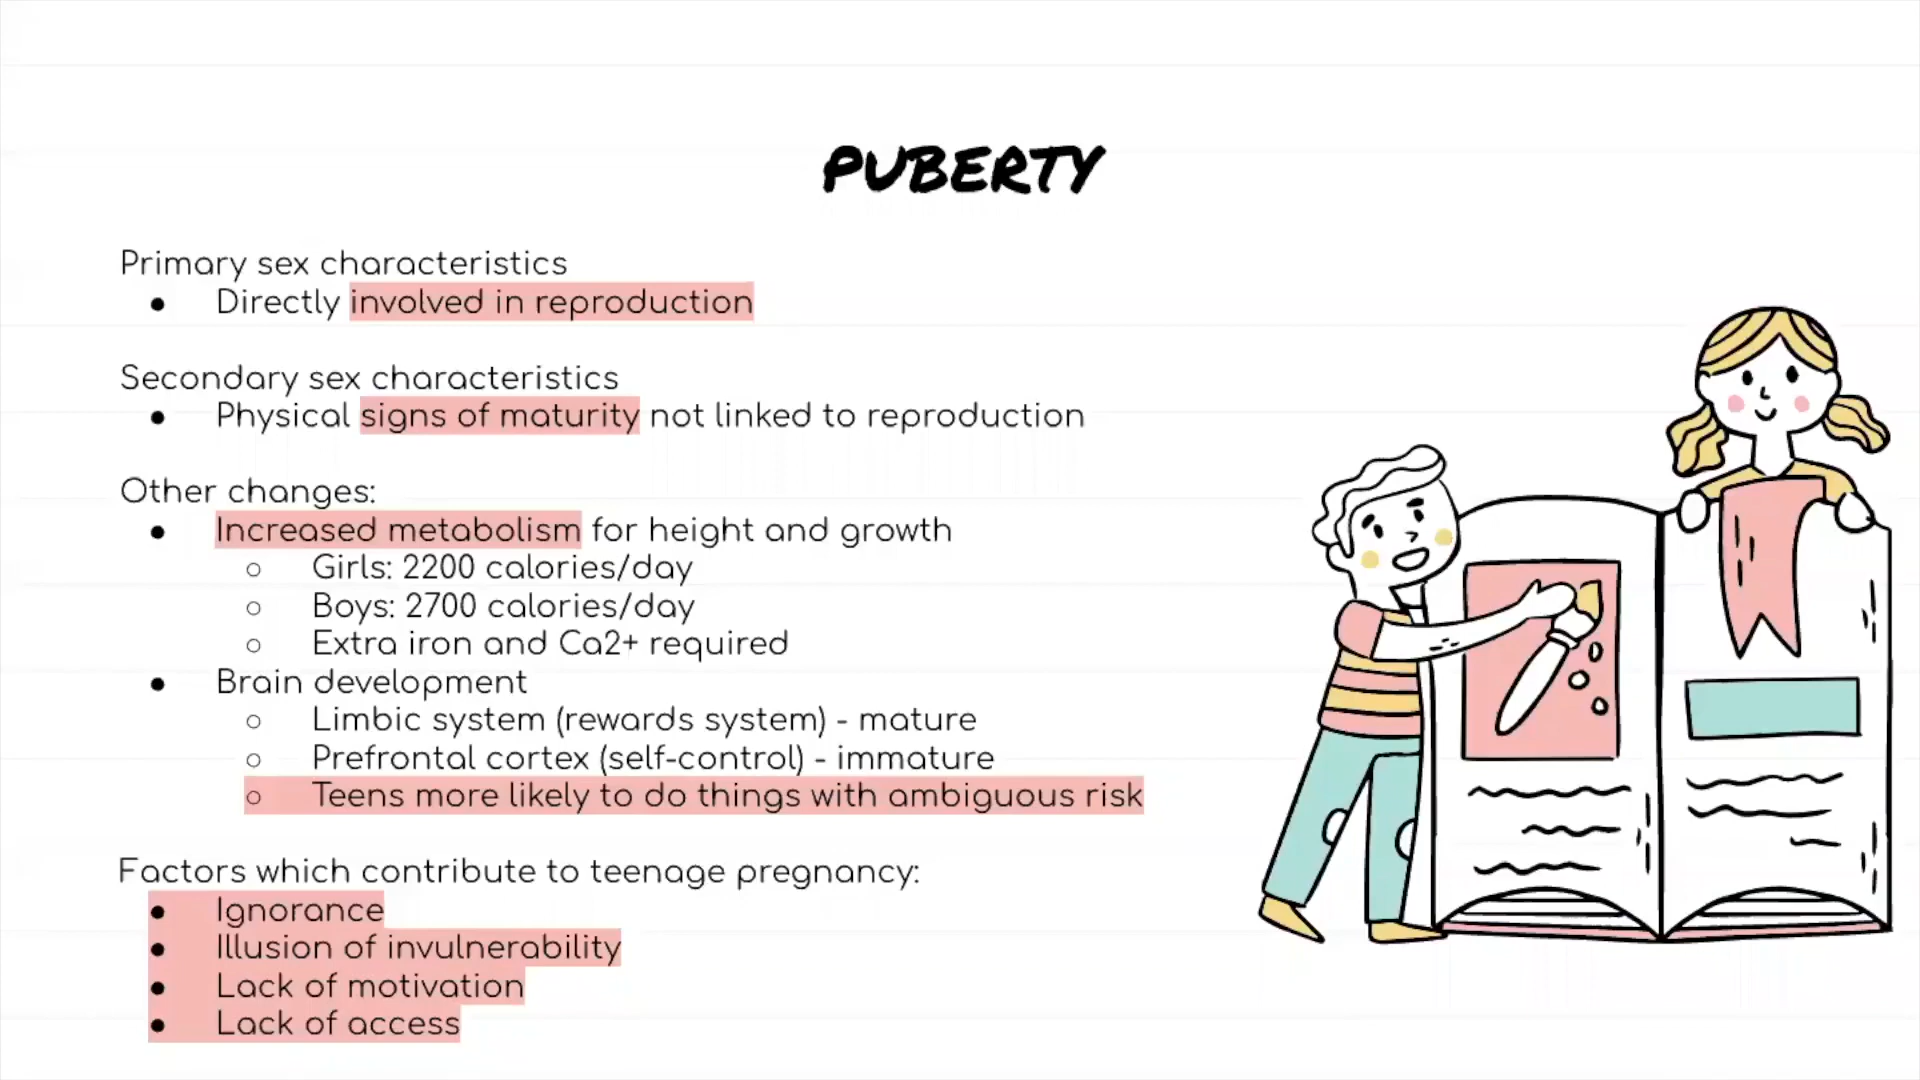 PUBERTY
Primary sex characteristics
● Directly involved in reproduction
Secondary sex characteristics
● Physical signs of maturity not linked to reproduction
Other changes:
● Increased metabolism for height and growth
○ Girls: 2200 calories/day
○ Boys: 2700 calories/day
○ Extra iron and Ca2+ required
● Brain development
○ Limbic system (rewards system) - mature
○ Prefrontal cortex (self-control) - immature
○ Teens more likely to do things with ambiguous risk
Factors which contribute to teenage pregnancy:
● Ignorance
● Illusion of invulnerability
● Lack of motivation
● Lack of access